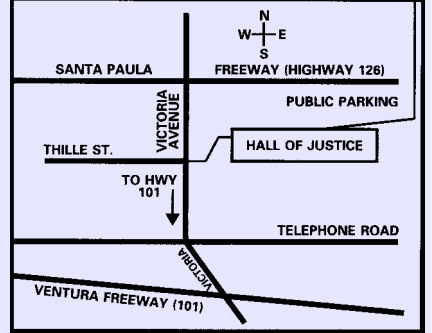 N
W E
S
SANTA PAULA FREEWAY (HIGHWAY 126)
PUBLIC PARKING
VICTORIA
AVENUE
HALL OF JUSTICE
THILLE ST.
TO HWY
101
TELEPHONE ROAD
VICTORIA
VENTURA FREEWAY (101)